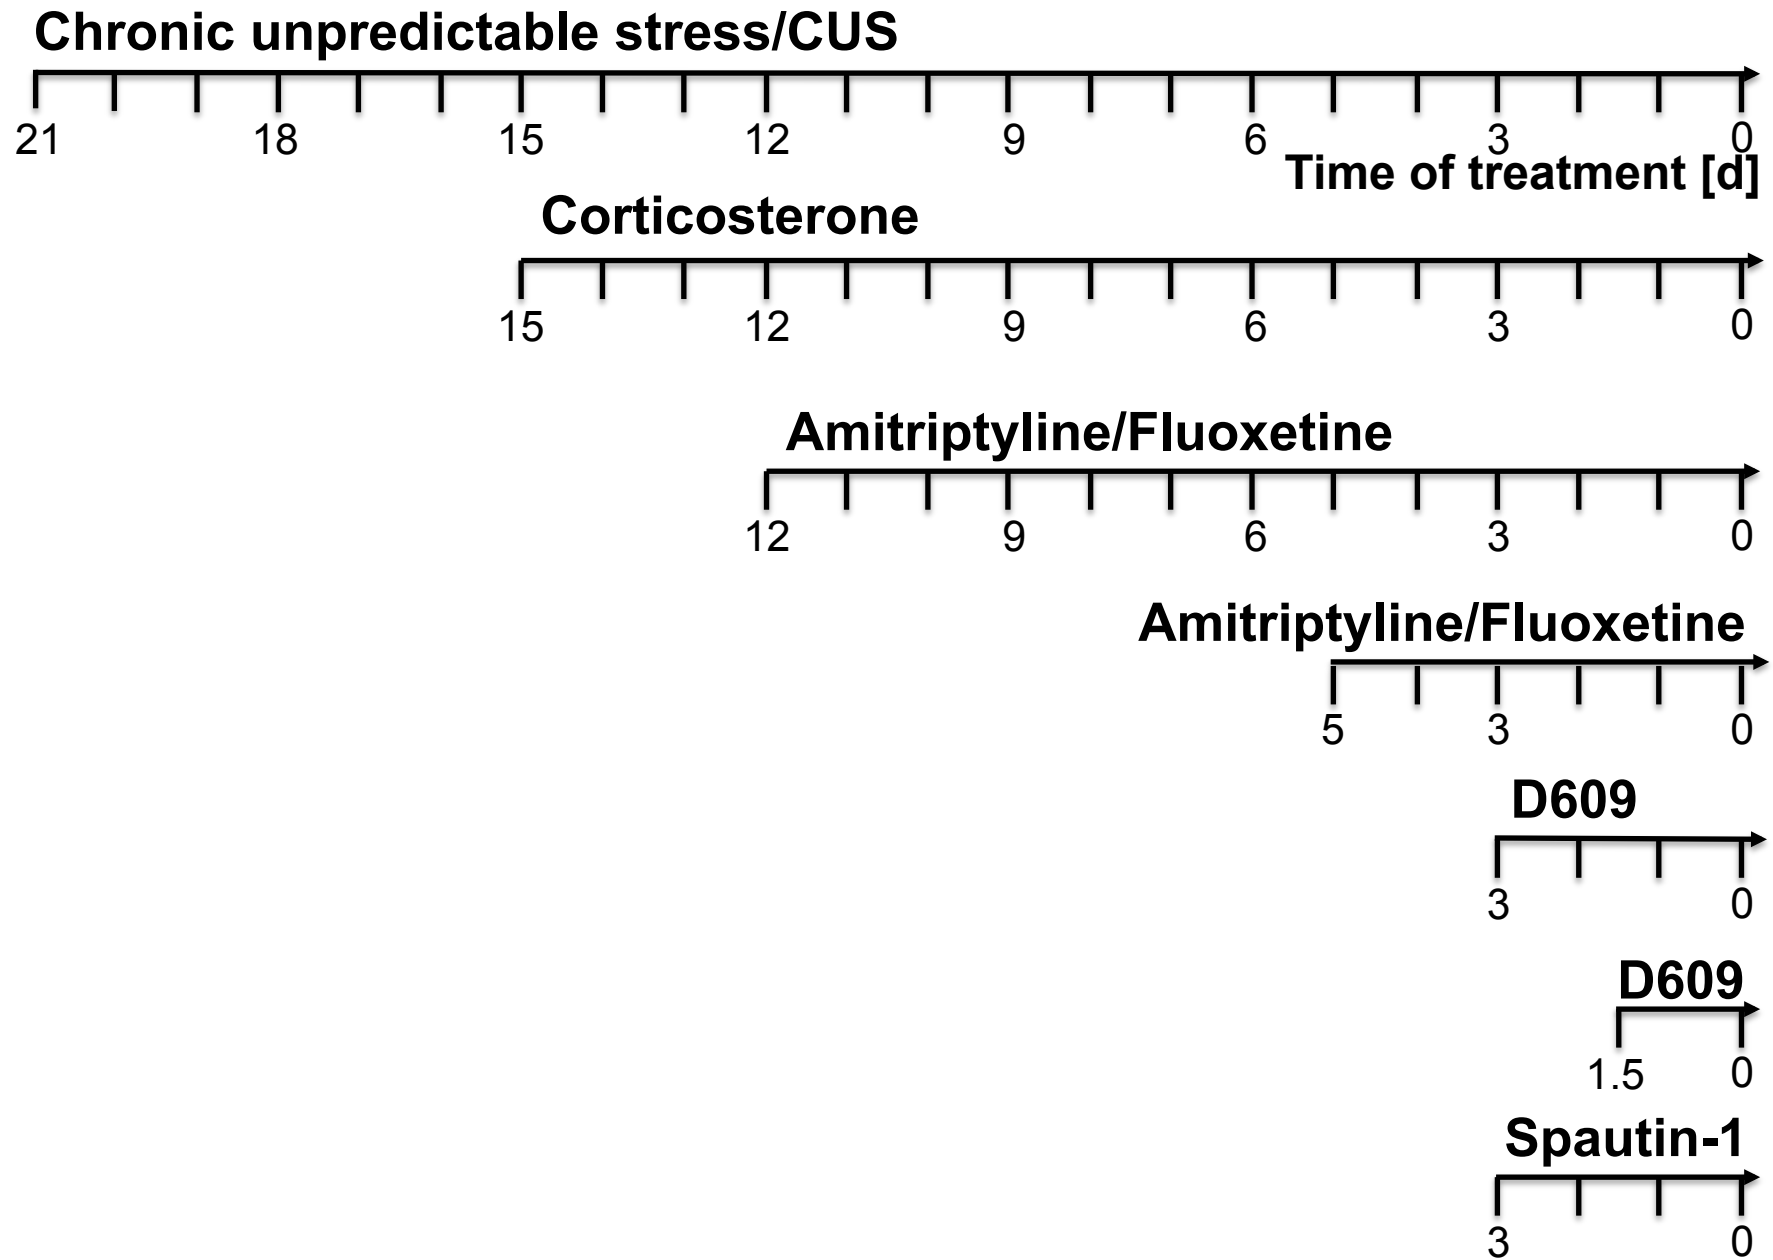 Chronic unpredictable stress/CUS
21 18 15 12 9 6 3 0
Time of treatment [d]
Corticosterone
15 12 9 6 3 0
Amitriptyline/Fluoxetine
12 9 6 3 0
Amitriptyline/Fluoxetine
5 3 0
D609
3 0
D609
1.5 0
Spautin-1
3 0